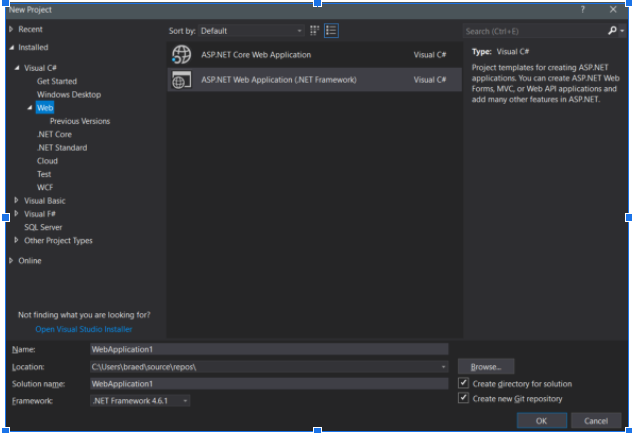 New Project
? X
Recent
Installed
Visual C#
Get Started
Windows Desktop
Web
Previous Versions
.NET Core
.NET Standard
Cloud
Test
WCF
Visual Basic
Visual F#
SQL Server
Other Project Types
Online
Not finding what you are looking for?
Open Visual Studio Installer
Sort by: Default
ASP.NET Core Web Application Visual C#
ASP.NET Web Application (.NET Framework) Visual C#
Search (Ctrl+E)
Type: Visual C#
Project templates for creating ASP.NET
applications. You can create ASP.NET Web
Forms, MVC, or Web API applications and
add many other features in ASP.NET.
Name: WebApplication1
Location: C:\Users\braed\source\repos\
Solution name: WebApplication1
Framework: .NET Framework 4.6.1
Browse...
Create directory for solution
Create new Git repository
OK Cancel